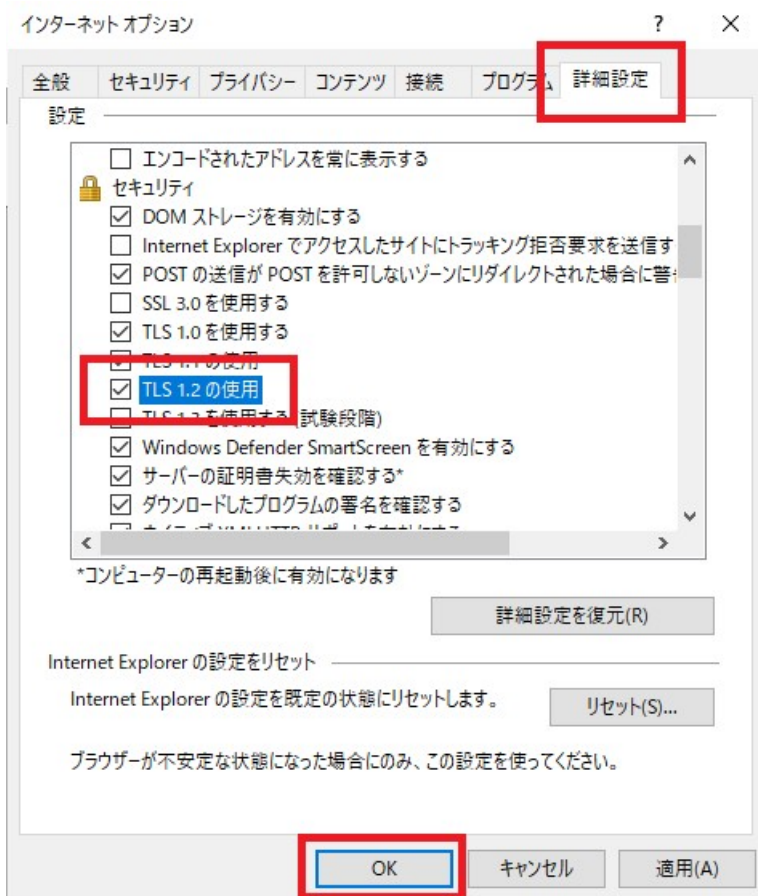 インターネット オプション ? ×
全般 セキュリティ プライバシー コンテンツ 接続 プログラム 詳細設定
設定
エンコードされたアドレスを常に表示する
セキュリティ
DOM ストレージを有効にする
Internet Explorer でアクセスしたサイトにトラッキング拒否要求を送信す
POST の送信が POST を許可しないゾーンにリダイレクトされた場合に警
SSL 3.0 を使用する
TLS 1.0 を使用する
TLS 1.1 の使用
TLS 1.2 の使用
TLS 1.3 を使用する (試験段階)
Windows Defender SmartScreen を有効にする
サーバーの証明書失効を確認する*
ダウンロードしたプログラムの署名を確認する
*コンピューターの再起動後に有効になります
詳細設定を復元(R)
Internet Explorer の設定をリセット
Internet Explorer の設定を既定の状態にリセットします。
リセット(S)...
ブラウザーが不安定な状態になった場合にのみ、この設定を使ってください。
OK キャンセル 適用(A)